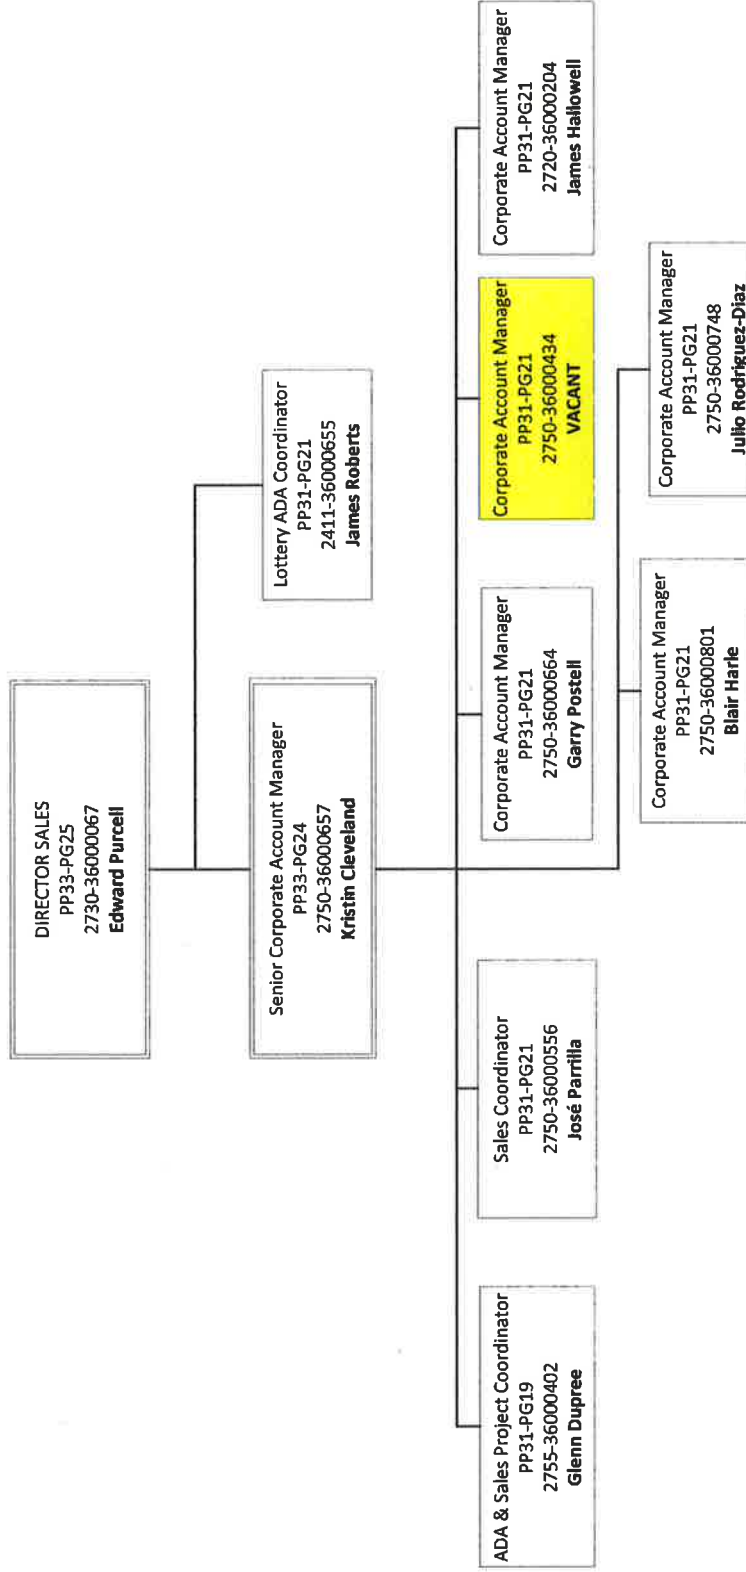 DIRECTOR SALES
PP33-PG25
2730-36000067
Edward Purcell
Lottery ADA Coordinator
PP31-PG21
2411-36000655
James Roberts
Senior Corporate Account Manager
PP33-PG24
2750-36000657
Kristin Cleveland
ADA & Sales Project Coordinator
PP31-PG19
2755-36000402
Glenn Dupree
Sales Coordinator
PP31-PG21
2750-36000556
José Parrilla
Corporate Account Manager
PP31-PG21
2750-36000664
Garry Postell
Corporate Account Manager
PP31-PG21
2750-36000434
VACANT
Corporate Account Manager
PP31-PG21
2720-36000204
James Hallowell
Corporate Account Manager
PP31-PG21
2750-36000801
Blair Harle
Corporate Account Manager
PP31-PG21
2750-36000748
Julio Rodriguez-Diaz